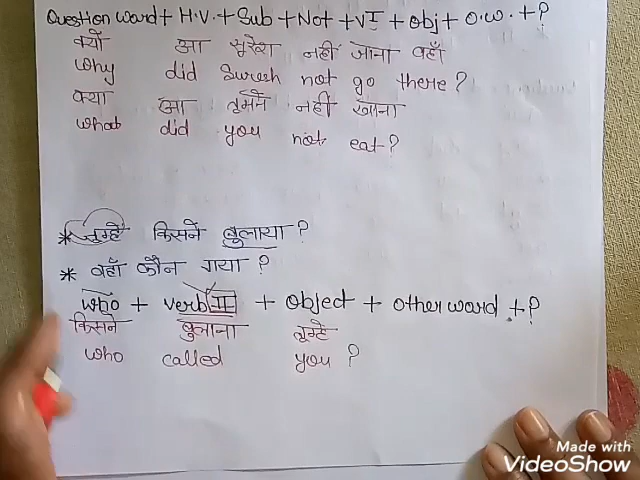 Question word + H.V. + Sub + Not + VI + obj + O.W. + ?
क्यों आ सुरेश नहीं जाना वहाँ
why did Suresh not go there?
क्या आ तुमने नहीं खाना
what did you not eat?
* तुम्हें किसने बुलाया ?
* वहाँ कौन गया ?
who + verb II + object + other word + ?
किसने बुलाना तुम्हें
who called you ?
Made with
VideoShow